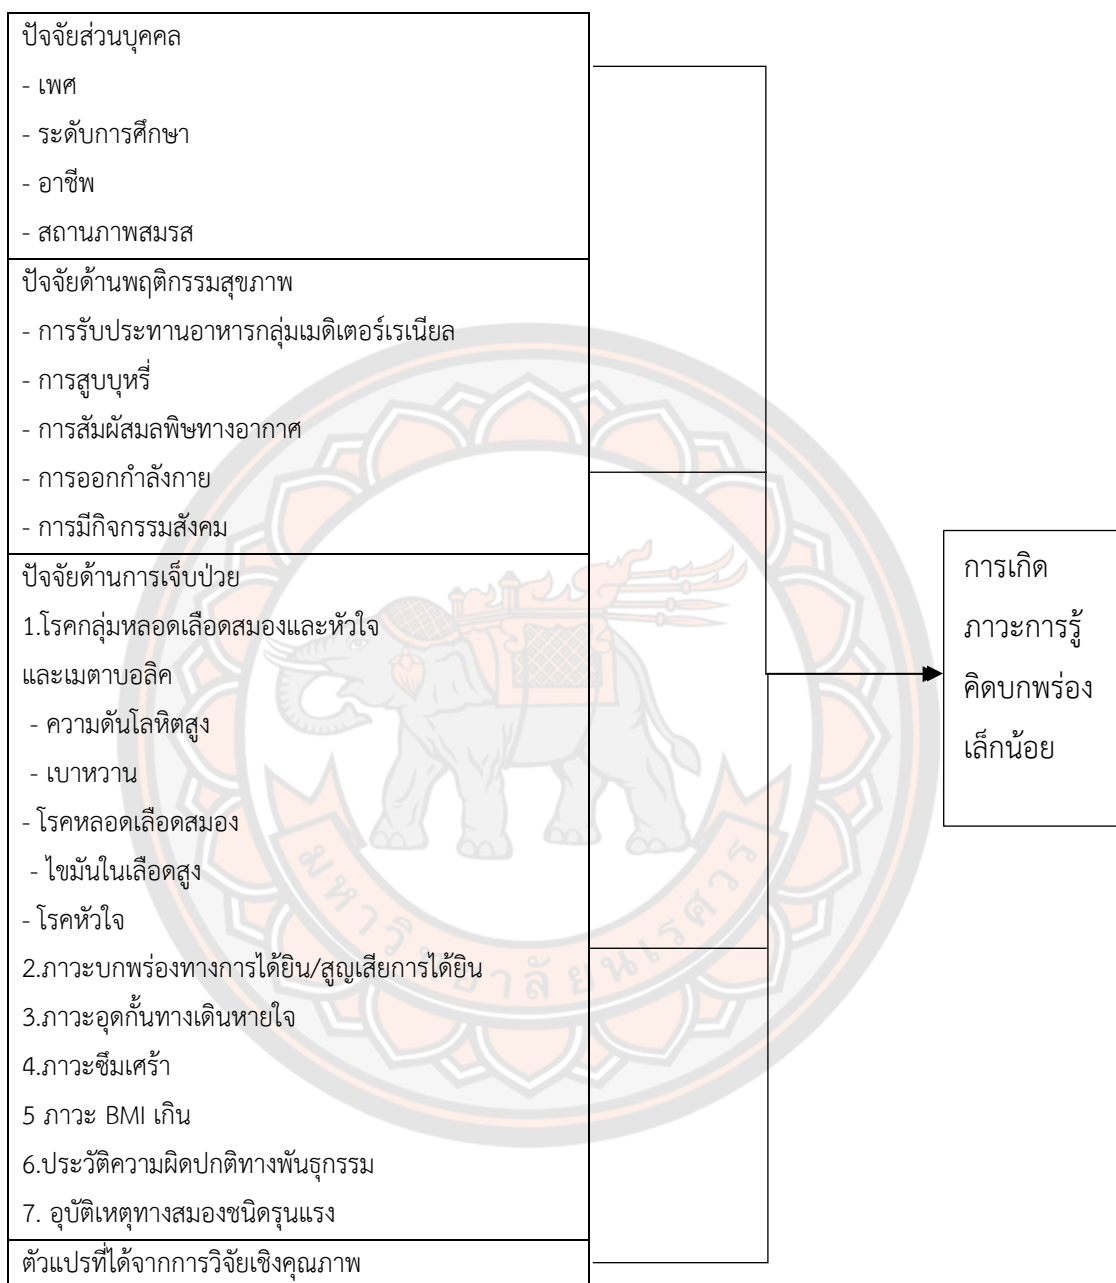 ปัจจัยส่วนบุคคล
- เพศ
- ระดับการศึกษา
- อาชีพ
- สถานภาพสมรส
ปัจจัยด้านพฤติกรรมสุขภาพ
- การรับประทานอาหารกลุ่มเมดิเตอร์เรเนียล
- การสูบบุหรี่
- การสัมผัสมลพิษทางอากาศ
- การออกกำลังกาย
- การมีกิจกรรมสังคม
ปัจจัยด้านการเจ็บป่วย
1.โรคกลุ่มหลอดเลือดสมองและหัวใจ
และเมตาบอลิค
- ความดันโลหิตสูง
- เบาหวาน
- โรคหลอดเลือดสมอง
- ไขมันในเลือดสูง
- โรคหัวใจ
2.ภาวะบกพร่องทางการได้ยิน/สูญเสียการได้ยิน
3.ภาวะอุดกั้นทางเดินหายใจ
4.ภาวะซึมเศร้า
5 ภาวะ BMI เกิน
6.ประวัติความผิดปกติทางพันธุกรรม
7. อุบัติเหตุทางสมองชนิดรุนแรง
ตัวแปรที่ได้จากการวิจัยเชิงคุณภาพ
การเกิด
ภาวะการรู้
คิดบกพร่อง
เล็กน้อย
มหาวิทยาลัยนเรศวร